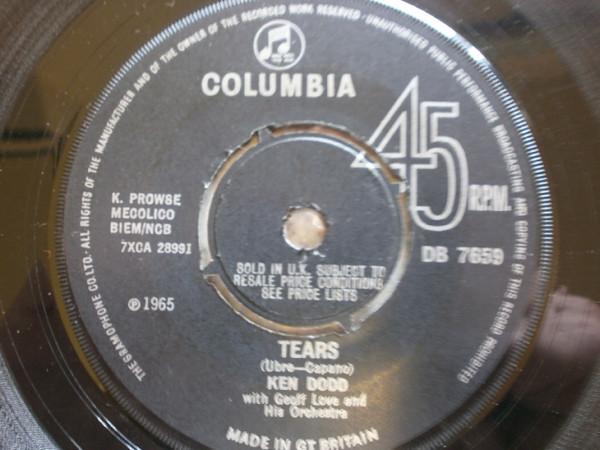 THE GRAMOPHONE CO. LTD. · ALL RIGHTS OF THE MANUFACTURER AND OF THE OWNER OF THE RECORDED WORK RESERVED · UNAUTHORISED PUBLIC PERFORMANCE BROADCASTING AND COPYING OF THIS RECORD PROHIBITED
COLUMBIA
45
RPM.
K. PROWSE
MECOLICO
BIEM/NCB
7XCA 28991
DB 7659
SOLD IN U.K. SUBJECT TO
RESALE PRICE CONDITIONS,
SEE PRICE LISTS
Ⓟ 1965
TEARS
(Ubre—Capano)
KEN DODD
with Geoff Love and
His Orchestra
MADE IN GT BRITAIN